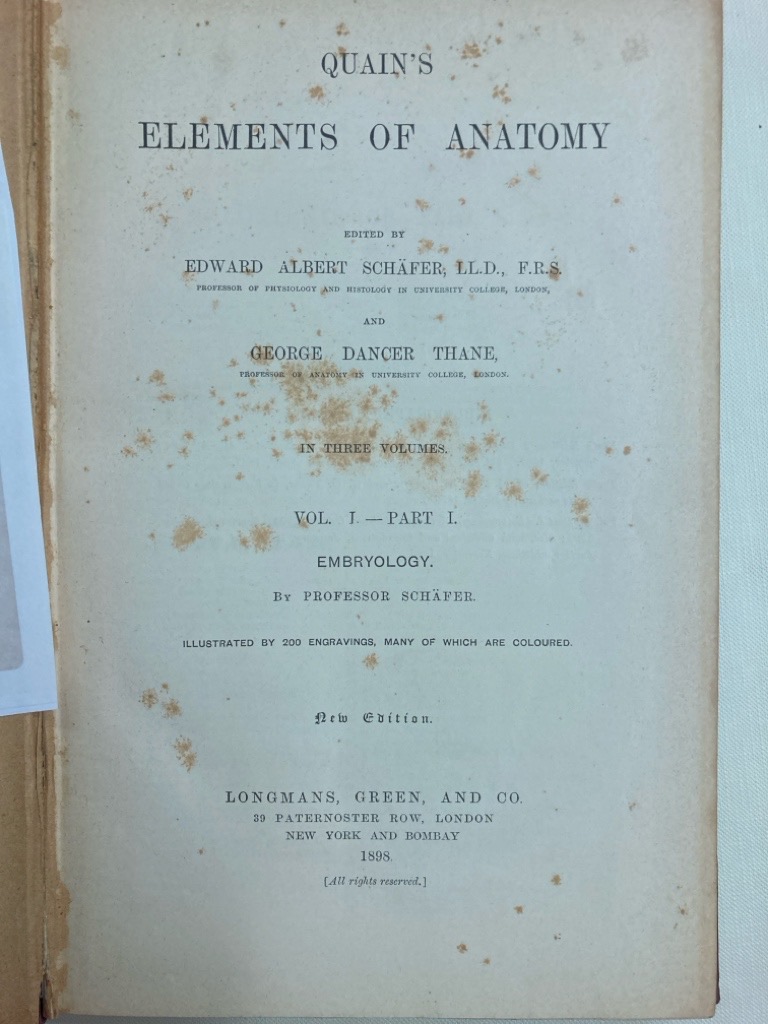 QUAIN'S
ELEMENTS OF ANATOMY
EDITED BY
EDWARD ALBERT SCHÄFER, LL.D., F.R.S.
PROFESSOR OF PHYSIOLOGY AND HISTOLOGY IN UNIVERSITY COLLEGE, LONDON,
AND
GEORGE DANCER THANE,
PROFESSOR OF ANATOMY IN UNIVERSITY COLLEGE, LONDON.
IN THREE VOLUMES.
VOL. I.—PART I.
EMBRYOLOGY.
BY PROFESSOR SCHÄFER.
ILLUSTRATED BY 200 ENGRAVINGS, MANY OF WHICH ARE COLOURED.
New Edition.
LONGMANS, GREEN, AND CO.
39 PATERNOSTER ROW, LONDON
NEW YORK AND BOMBAY
1898.
[All rights reserved.]